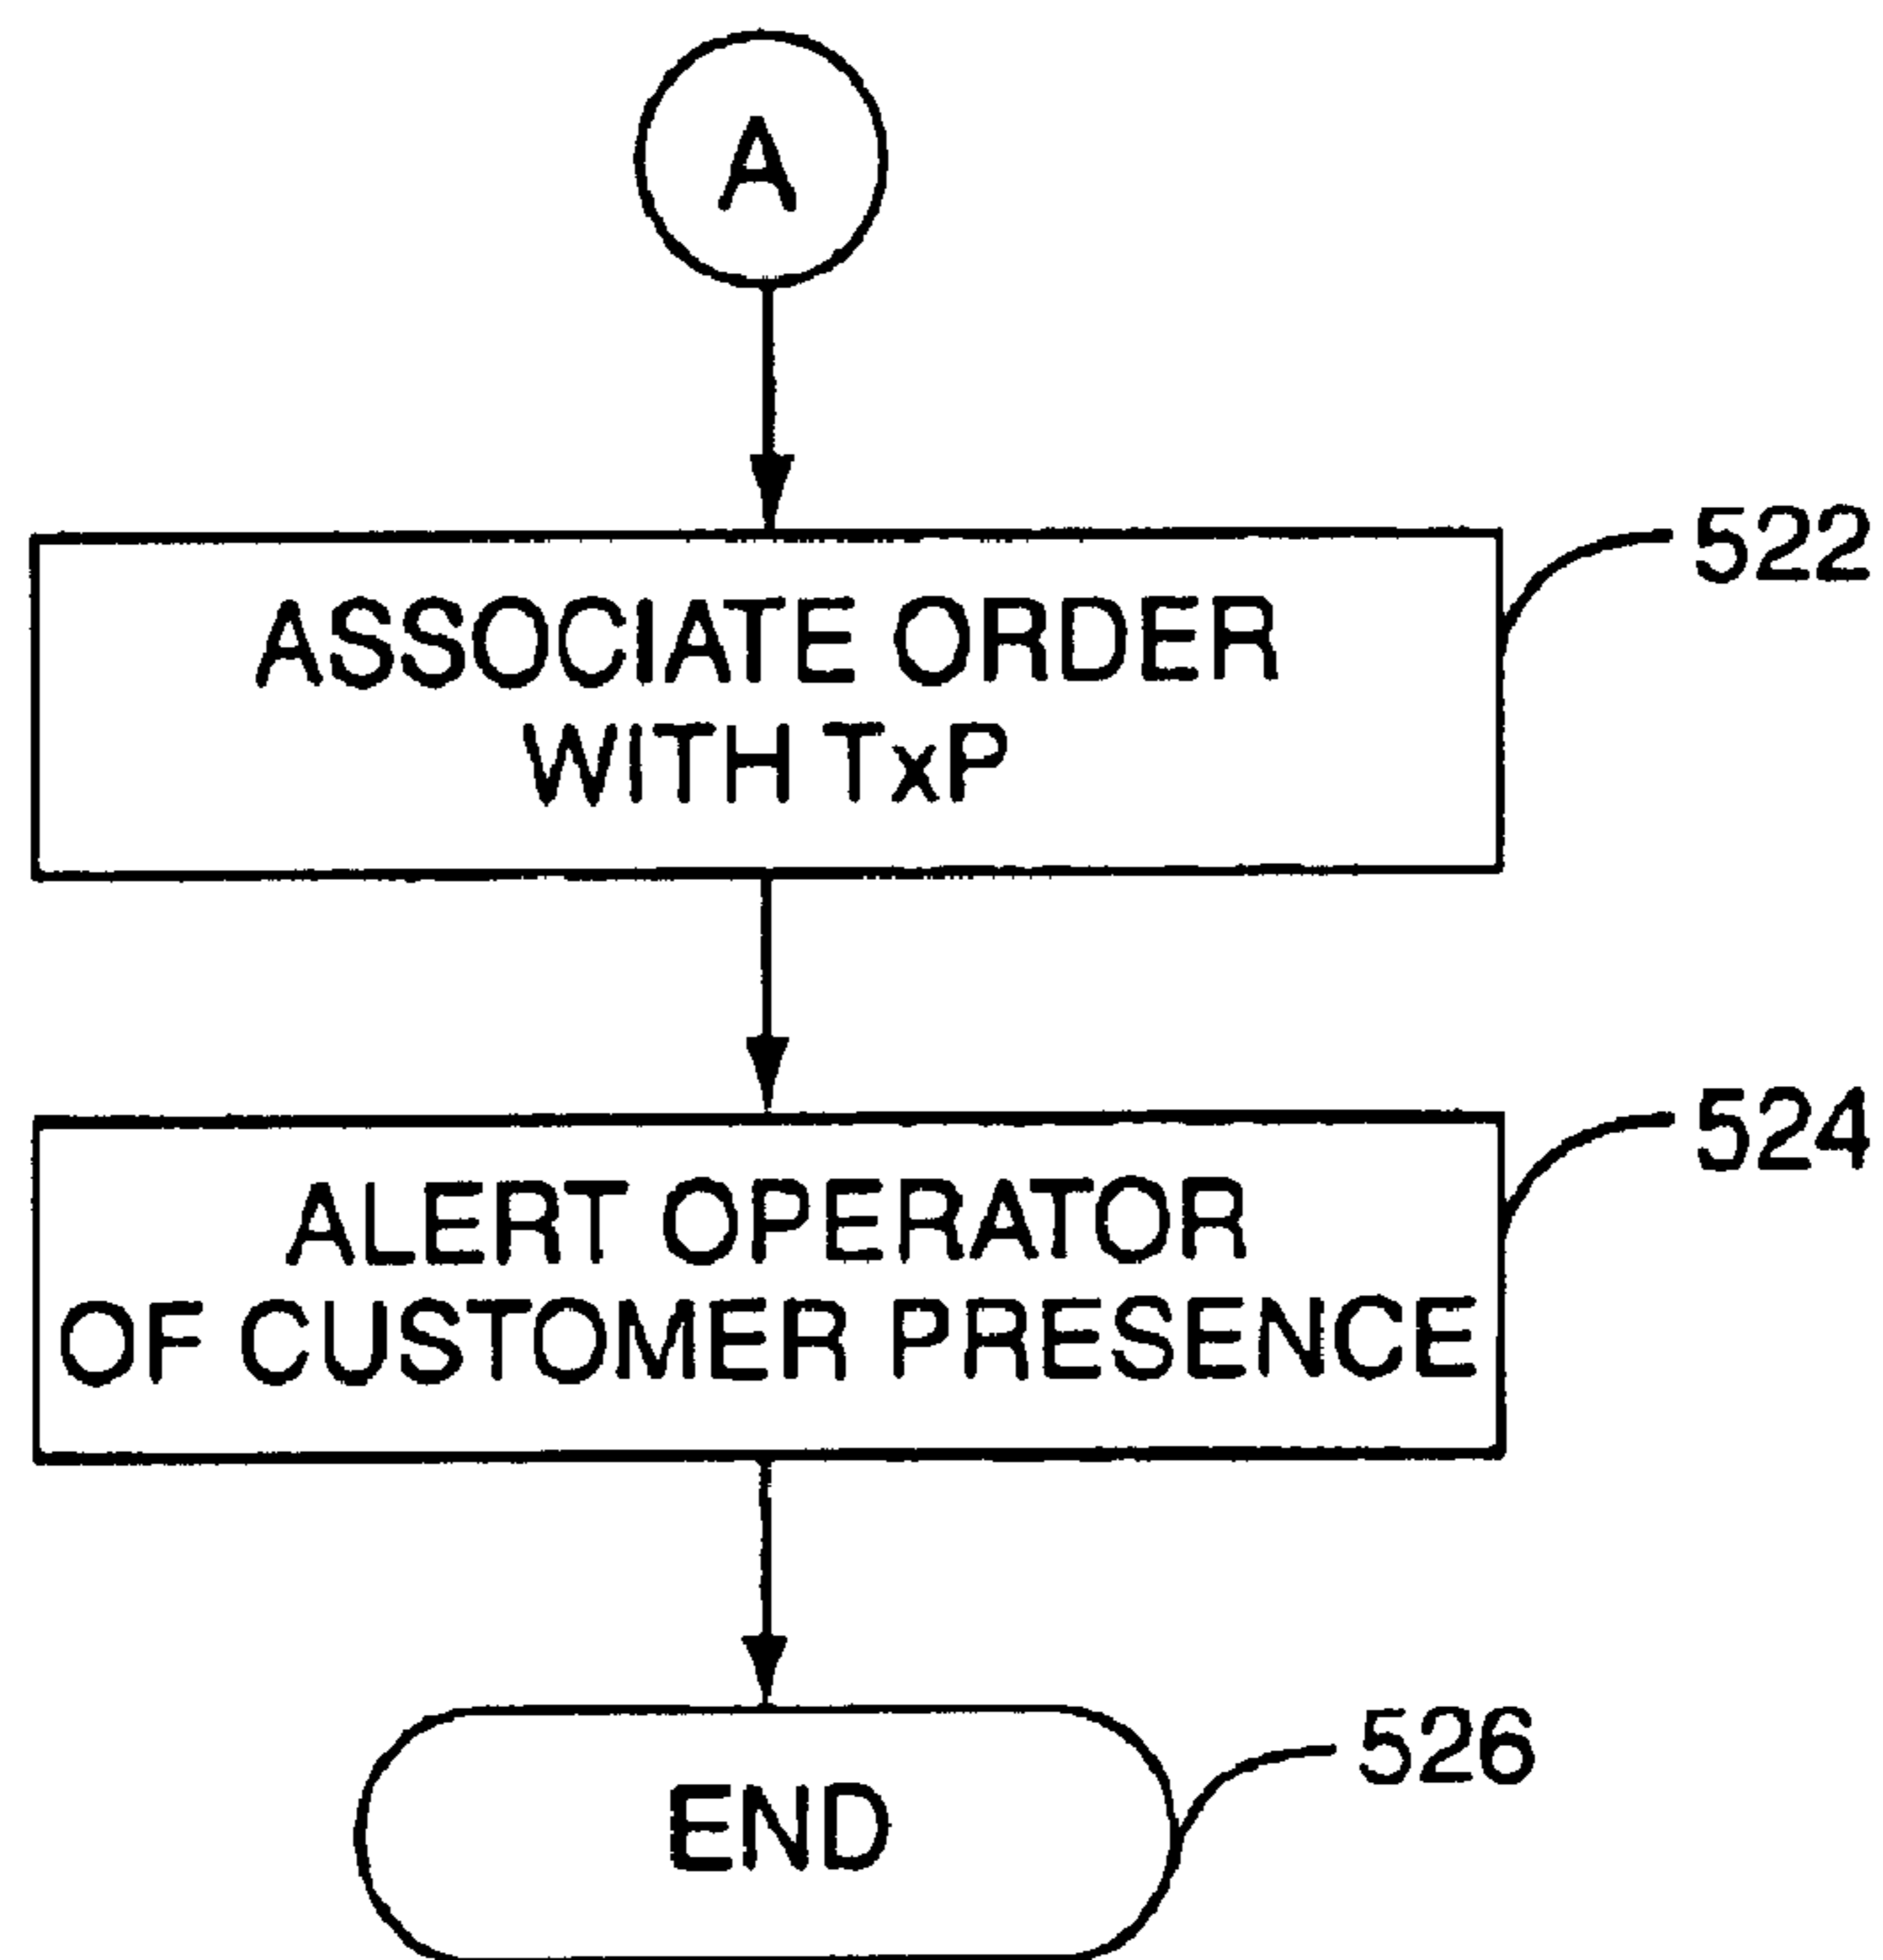 A
522
ASSOCIATE ORDER
WITH TxP
524
ALERT OPERATOR
OF CUSTOMER PRESENCE
526
END